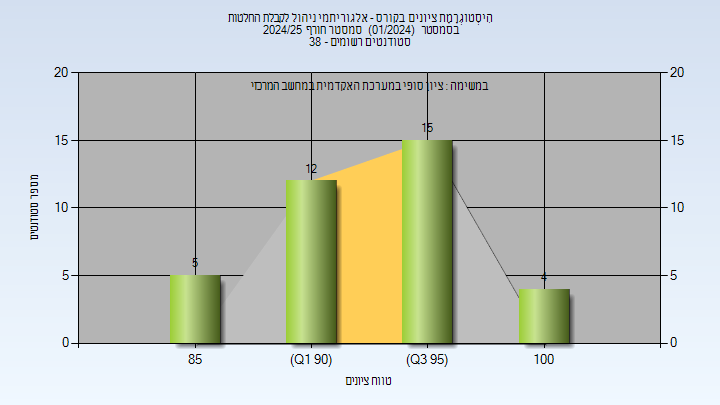 היסטוגרמת ציונים בקורס - אלגוריתמי ניהול לקבלת החלטות
בסמסטר (01/2024) סמסטר חורף 2024/25
סטודנטים רשומים - 38
במשימה : ציון סופי במערכת האקדמית במחשב המרכזי
20 20
15 15
10 10
5 5
0 0
5
12
15
4
מספר סטודנטים
85 (Q1 90) (Q3 95) 100
טווח ציונים